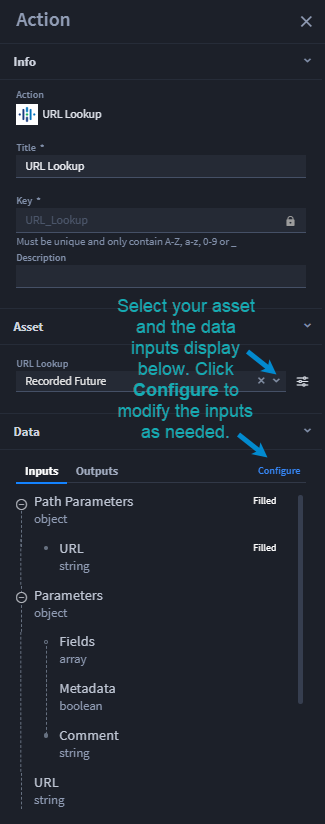 Action
Info
Action
URL Lookup
Title *
URL Lookup
Key *
URL_Lookup
Must be unique and only contain A-Z, a-z, 0-9 or _
Description
Select your asset
and the data
inputs display
below. Click
Configure to
modify the inputs
as needed.
Asset
URL Lookup
Recorded Future
Data
Inputs Outputs Configure
Path Parameters Filled
object
URL Filled
string
Parameters
object
Fields
array
Metadata
boolean
Comment
string
URL
string